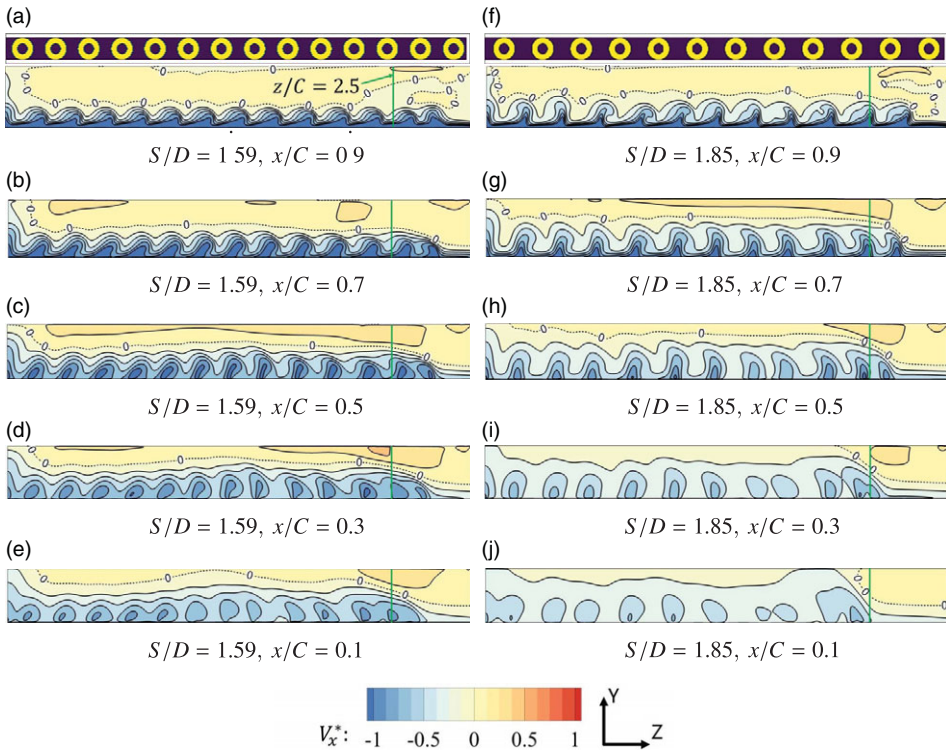 (a)
z/C = 2.5
S/D = 1 59, x/C = 0 9
(b)
S/D = 1.59, x/C = 0.7
(c)
S/D = 1.59, x/C = 0.5
(d)
S/D = 1.59, x/C = 0.3
(e)
S/D = 1.59, x/C = 0.1
(f)
S/D = 1.85, x/C = 0.9
(g)
S/D = 1.85, x/C = 0.7
(h)
S/D = 1.85, x/C = 0.5
(i)
S/D = 1.85, x/C = 0.3
(j)
S/D = 1.85, x/C = 0.1
V*x: -1 -0.5 0 0.5 1
Y
Z